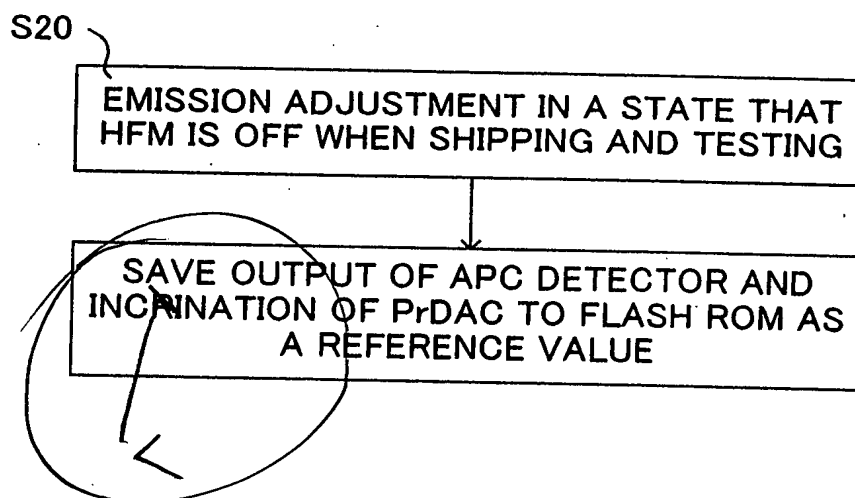 S20
EMISSION ADJUSTMENT IN A STATE THAT
HFM IS OFF WHEN SHIPPING AND TESTING
SAVE OUTPUT OF APC DETECTOR AND
INCRINATION OF PrDAC TO FLASH ROM AS
A REFERENCE VALUE
L